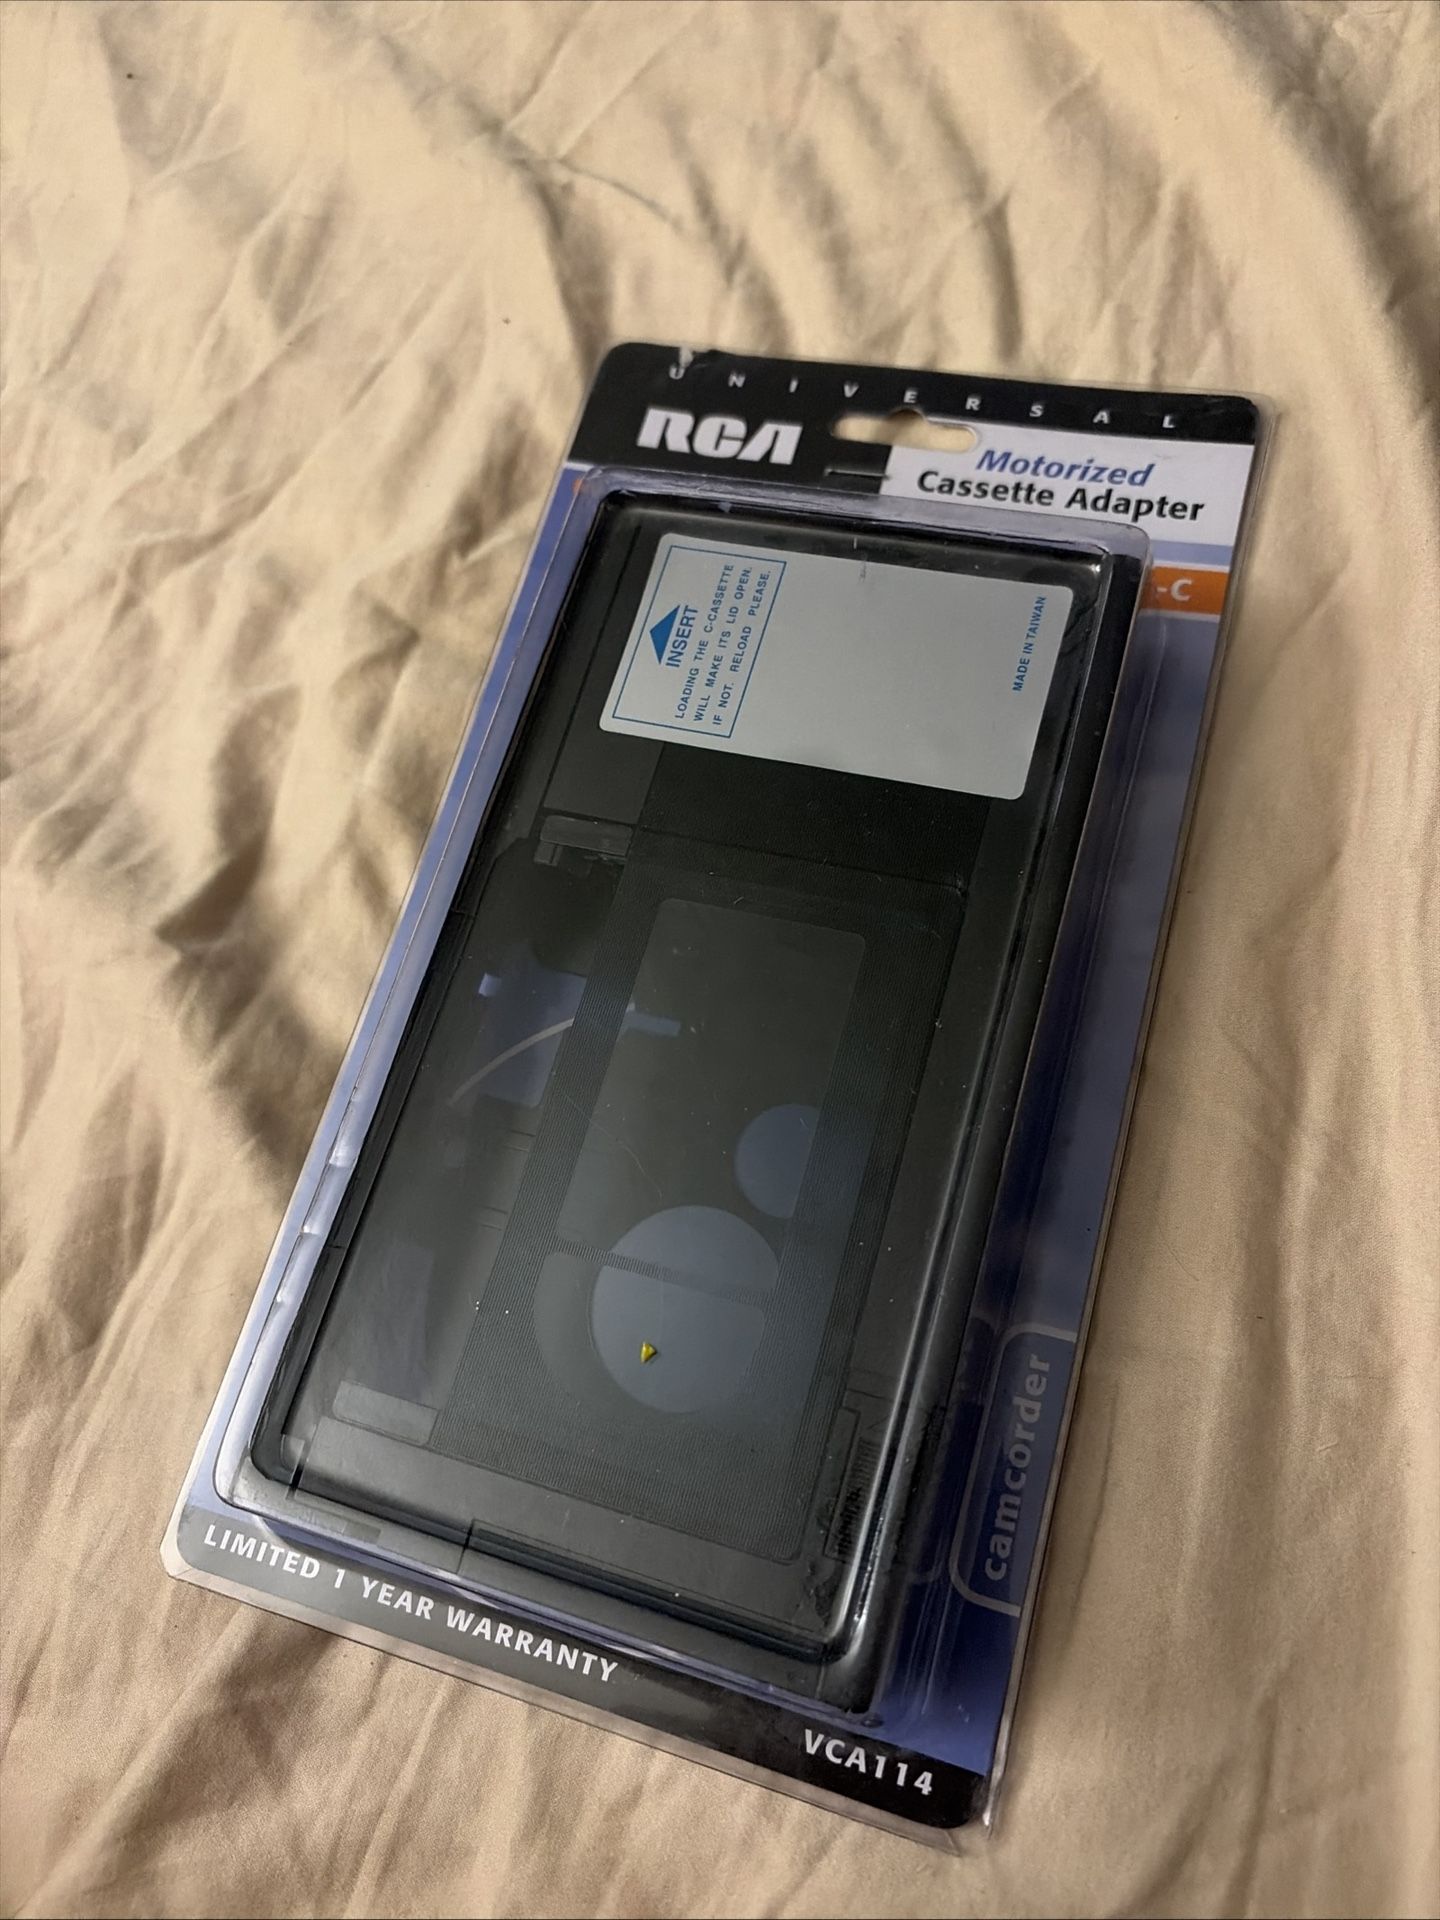 UNIVERSAL
RCA
Motorized
Cassette Adapter
-C
INSERT
LOADING THE C-CASSETTE
WILL MAKE ITS LID OPEN.
IF NOT. RELOAD PLEASE.
MADE IN TAIWAN
camcorder
LIMITED 1 YEAR WARRANTY
VCA114